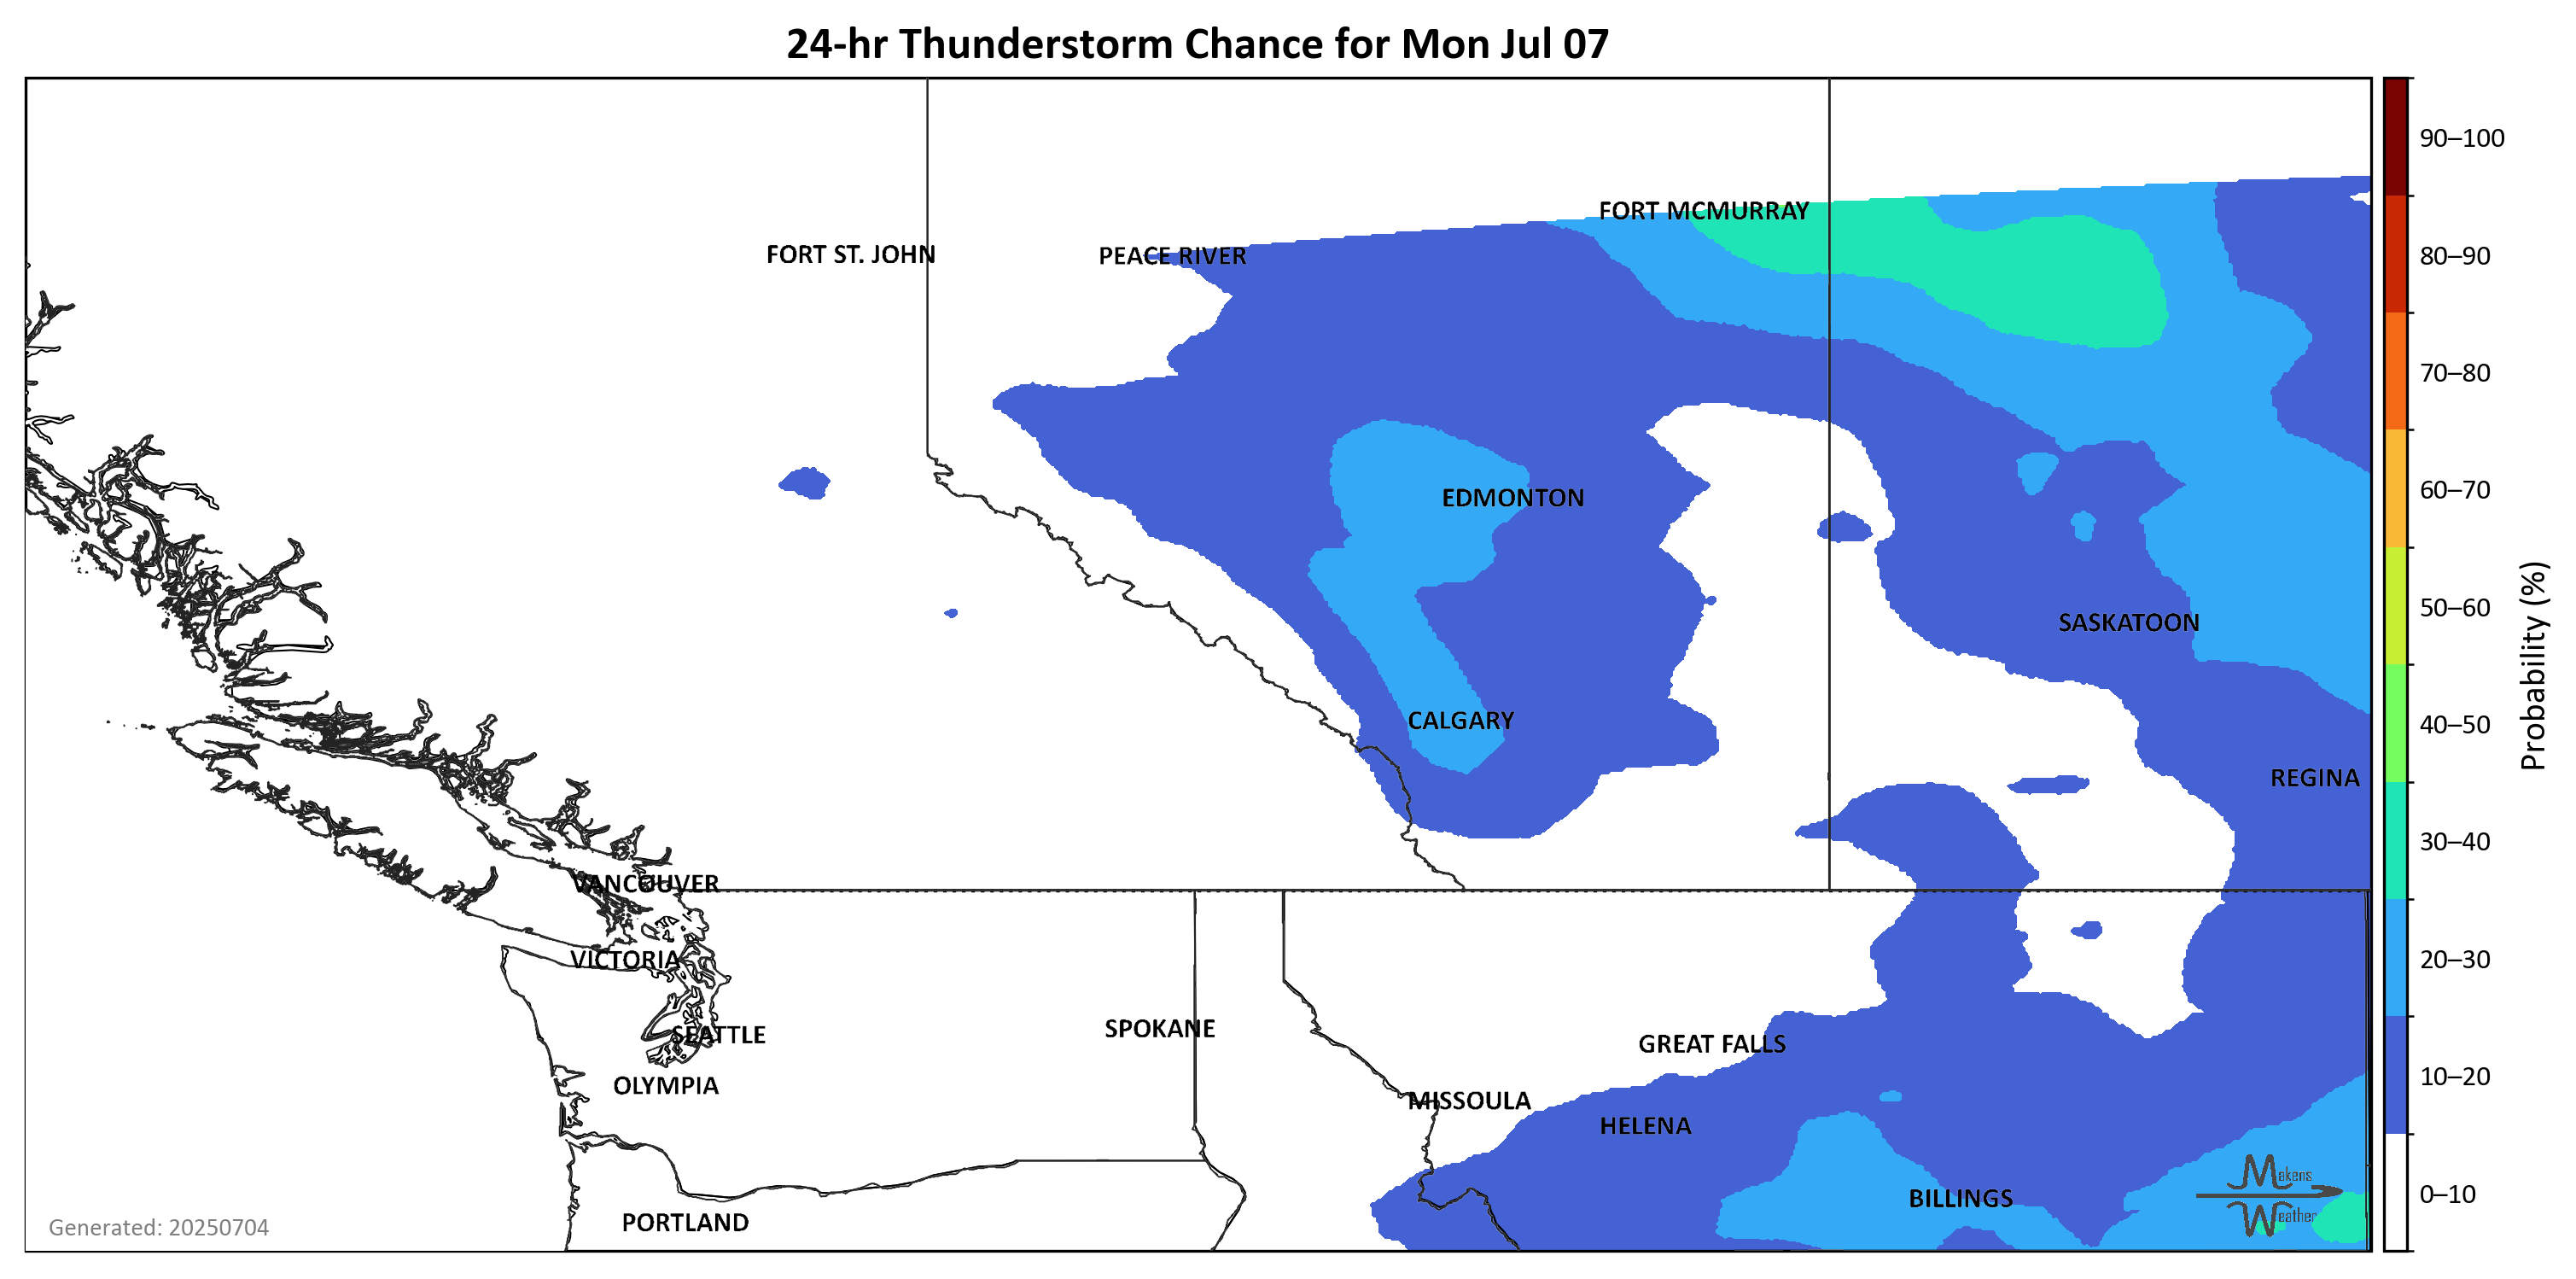 24-hr Thunderstorm Chance for Mon Jul 07
90–100
FORT MCMURRAY
FORT ST. JOHN
PEACE RIVER
80–90
70–80
60–70
EDMONTON
50–60
SASKATOON
Probability (%)
CALGARY
40–50
REGINA
30–40
VANCOUVER
VICTORIA
20–30
SPOKANE
SEATTLE
GREAT FALLS
OLYMPIA
10–20
MISSOULA
HELENA
Makens
Weather
BILLINGS
0–10
PORTLAND
Generated: 20250704